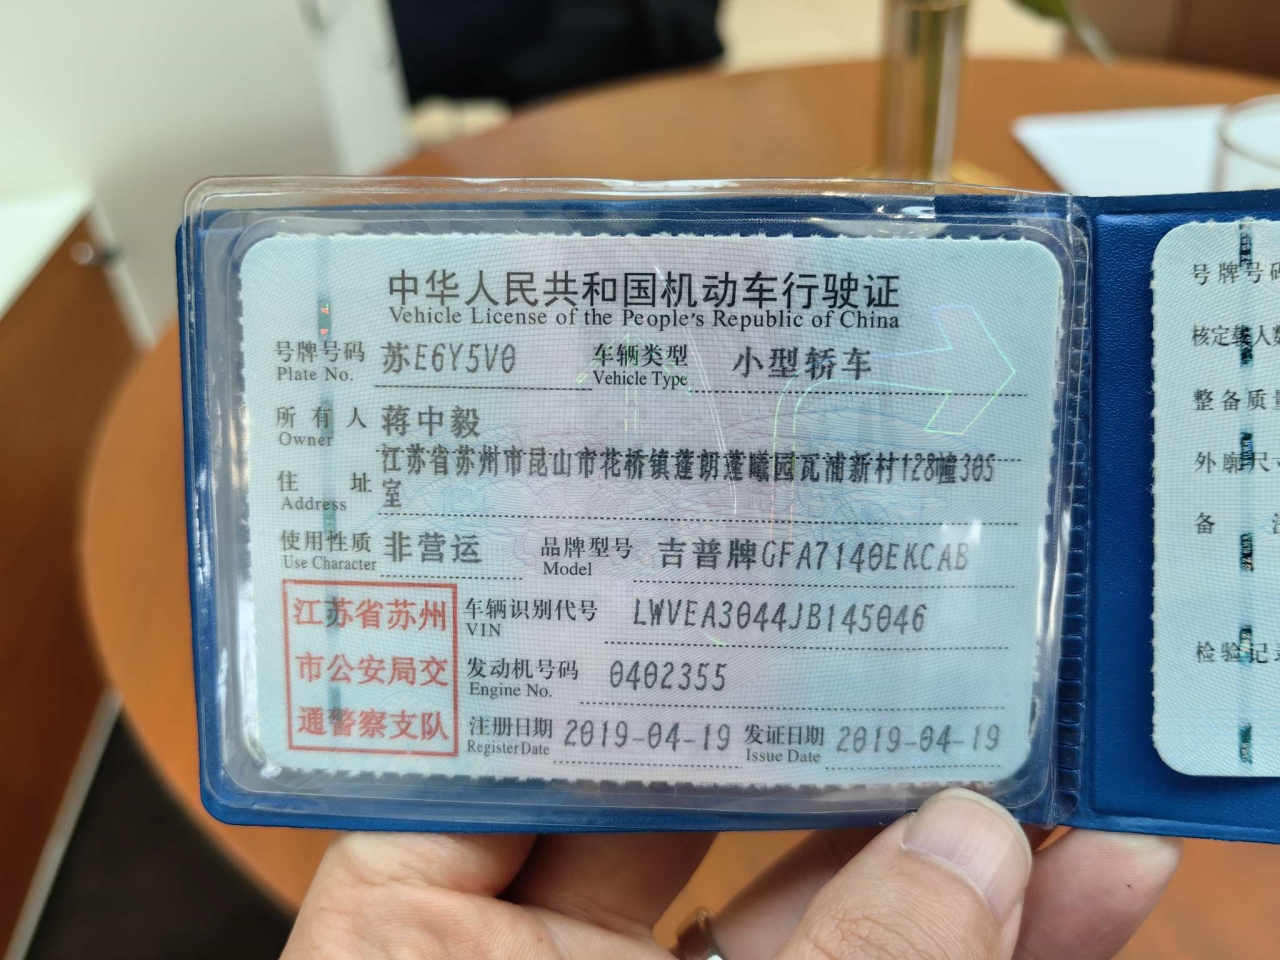 中华人民共和国机动车行驶证
Vehicle License of the People's Republic of China
号牌号码 苏E6Y5V0 车辆类型 小型轿车
Plate No. Vehicle Type
所有人 蒋中毅
Owner
住址 江苏省苏州市昆山市花桥镇蓬朗蓬曦园瓦浦新村128幢305
Address 室
使用性质 非营运 品牌型号 吉普牌GFA7140EKCAB
Use Character Model
江苏省苏州
市公安局交
通警察支队
车辆识别代号 LWVEA3044JB145046
VIN
发动机号码 0402355
Engine No.
注册日期 2019-04-19 发证日期 2019-04-19
Register Date Issue Date
号牌号码
核定载人数
整备质量
外廓尺寸
备
检验记录